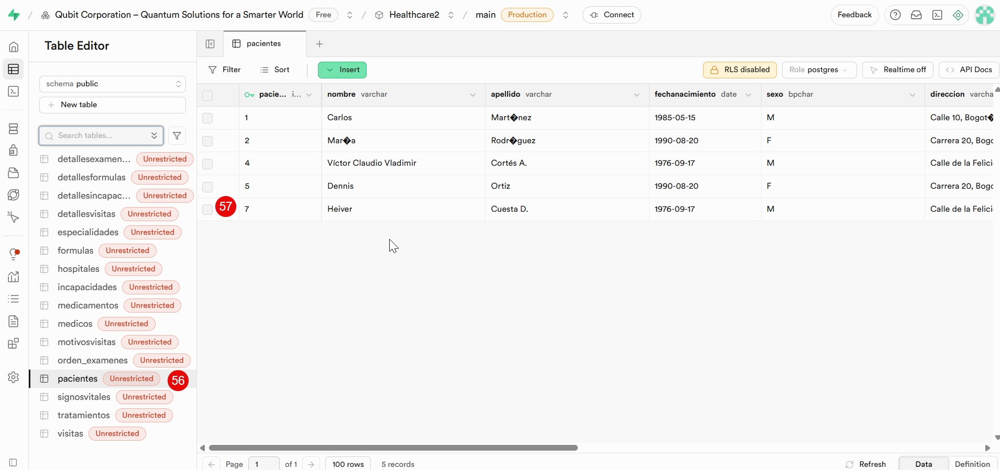 / Qubit Corporation – Quantum Solutions for a Smarter World Free / Healthcare2 / main Production Connect Feedback
Table Editor
pacientes
Filter Sort Insert RLS disabled Role postgres Realtime off API Docs
schema public
New table
Search tables...
detallesexamen... Unrestricted
detallesformulas Unrestricted
detallesincapac... Unrestricted
detallesvisitas Unrestricted
especialidades Unrestricted
formulas Unrestricted
hospitales Unrestricted
incapacidades Unrestricted
medicamentos Unrestricted
medicos Unrestricted
motivosvisitas Unrestricted
orden_examenes Unrestricted
pacientes Unrestricted 56
signosvitales Unrestricted
tratamientos Unrestricted
visitas Unrestricted
pacie... i... nombre varchar apellido varchar fechanacimiento date sexo bpchar direccion varcha
1 Carlos Mart�nez 1985-05-15 M Calle 10, Bogot�
2 Mar�a Rodr�guez 1990-08-20 F Carrera 20, Bogo
4 Víctor Claudio Vladimir Cortés A. 1976-09-17 M Calle de la Felici
5 Dennis Ortiz 1990-08-20 F Carrera 20, Bogo
57 7 Heiver Cuesta D. 1976-09-17 M Calle de la Felici
Page 1 of 1 100 rows 5 records Refresh Data Definition